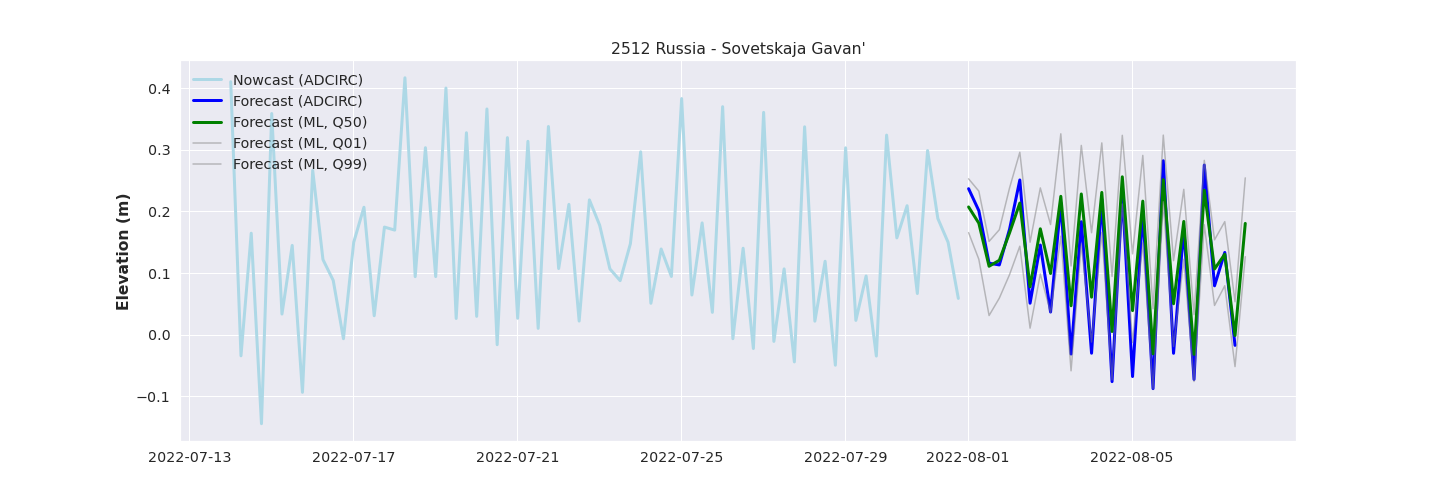 2512 Russia - Sovetskaja Gavan'
Nowcast (ADCIRC)
Forecast (ADCIRC)
Forecast (ML, Q50)
Forecast (ML, Q01)
Forecast (ML, Q99)
Elevation (m)
0.4
0.3
0.2
0.1
0.0
−0.1
2022-07-13
2022-07-17
2022-07-21
2022-07-25
2022-07-29
2022-08-01
2022-08-05